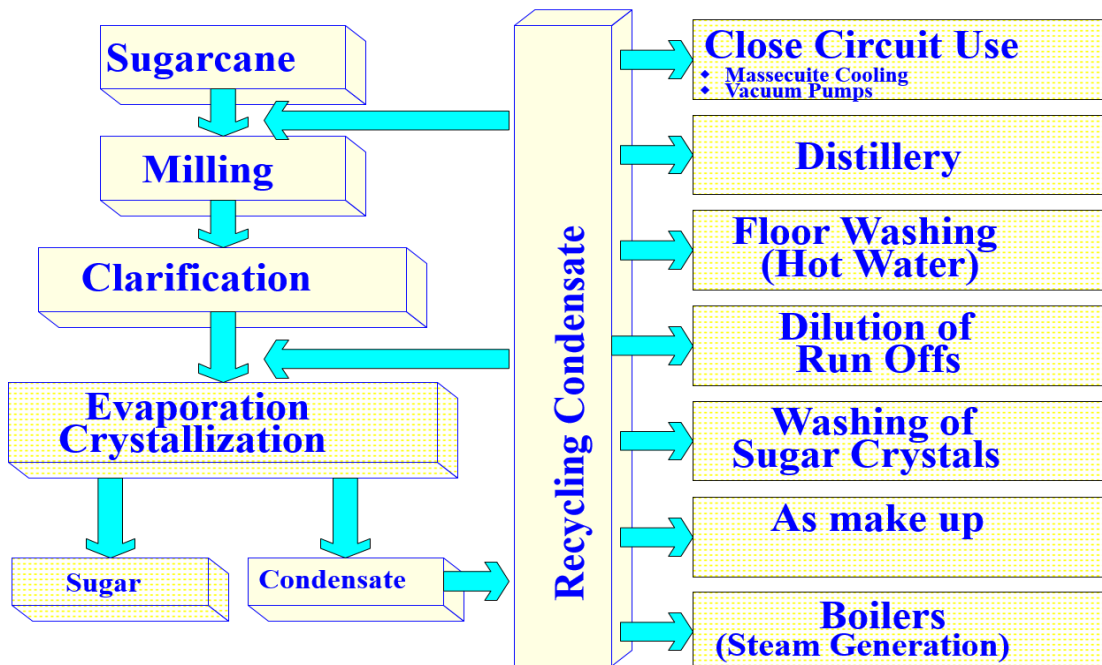 Sugarcane
Milling
Clarification
Evaporation
Crystallization
Sugar
Condensate
Recycling Condensate
Close Circuit Use
❖ Massecuite Cooling
❖ Vacuum Pumps
Distillery
Floor Washing
(Hot Water)
Dilution of
Run Offs
Washing of
Sugar Crystals
As make up
Boilers
(Steam Generation)